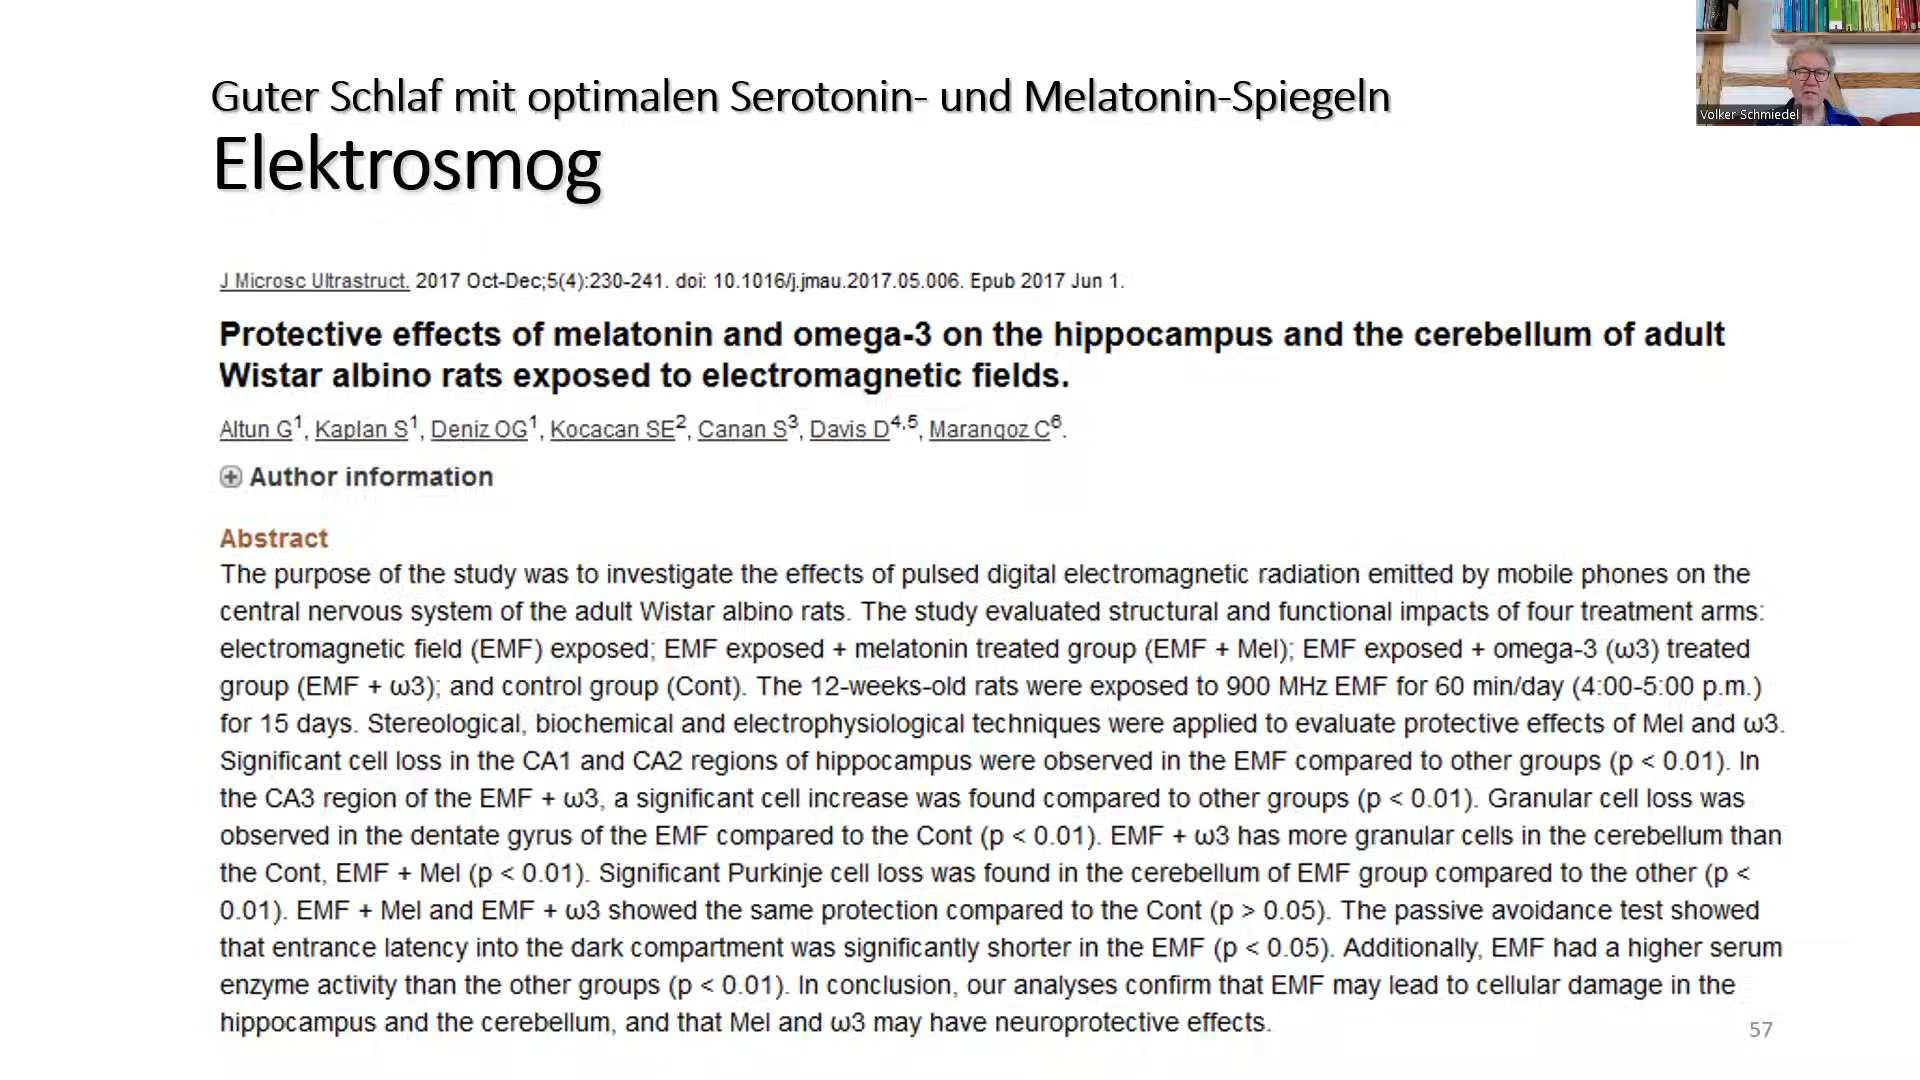 Guter Schlaf mit optimalen Serotonin- und Melatonin-Spiegeln
Elektrosmog
Volker Schmiedel
J Microsc Ultrastruct. 2017 Oct-Dec;5(4):230-241. doi: 10.1016/j.jmau.2017.05.006. Epub 2017 Jun 1.
Protective effects of melatonin and omega-3 on the hippocampus and the cerebellum of adult
Wistar albino rats exposed to electromagnetic fields.
Altun G1, Kaplan S1, Deniz OG1, Kocacan SE2, Canan S3, Davis D4,5, Marangoz C6.
Author information
Abstract
The purpose of the study was to investigate the effects of pulsed digital electromagnetic radiation emitted by mobile phones on the
central nervous system of the adult Wistar albino rats. The study evaluated structural and functional impacts of four treatment arms:
electromagnetic field (EMF) exposed; EMF exposed + melatonin treated group (EMF + Mel); EMF exposed + omega-3 (ω3) treated
group (EMF + ω3); and control group (Cont). The 12-weeks-old rats were exposed to 900 MHz EMF for 60 min/day (4:00-5:00 p.m.)
for 15 days. Stereological, biochemical and electrophysiological techniques were applied to evaluate protective effects of Mel and ω3.
Significant cell loss in the CA1 and CA2 regions of hippocampus were observed in the EMF compared to other groups (p < 0.01). In
the CA3 region of the EMF + ω3, a significant cell increase was found compared to other groups (p < 0.01). Granular cell loss was
observed in the dentate gyrus of the EMF compared to the Cont (p < 0.01). EMF + ω3 has more granular cells in the cerebellum than
the Cont, EMF + Mel (p < 0.01). Significant Purkinje cell loss was found in the cerebellum of EMF group compared to the other (p <
0.01). EMF + Mel and EMF + ω3 showed the same protection compared to the Cont (p > 0.05). The passive avoidance test showed
that entrance latency into the dark compartment was significantly shorter in the EMF (p < 0.05). Additionally, EMF had a higher serum
enzyme activity than the other groups (p < 0.01). In conclusion, our analyses confirm that EMF may lead to cellular damage in the
hippocampus and the cerebellum, and that Mel and ω3 may have neuroprotective effects.
57